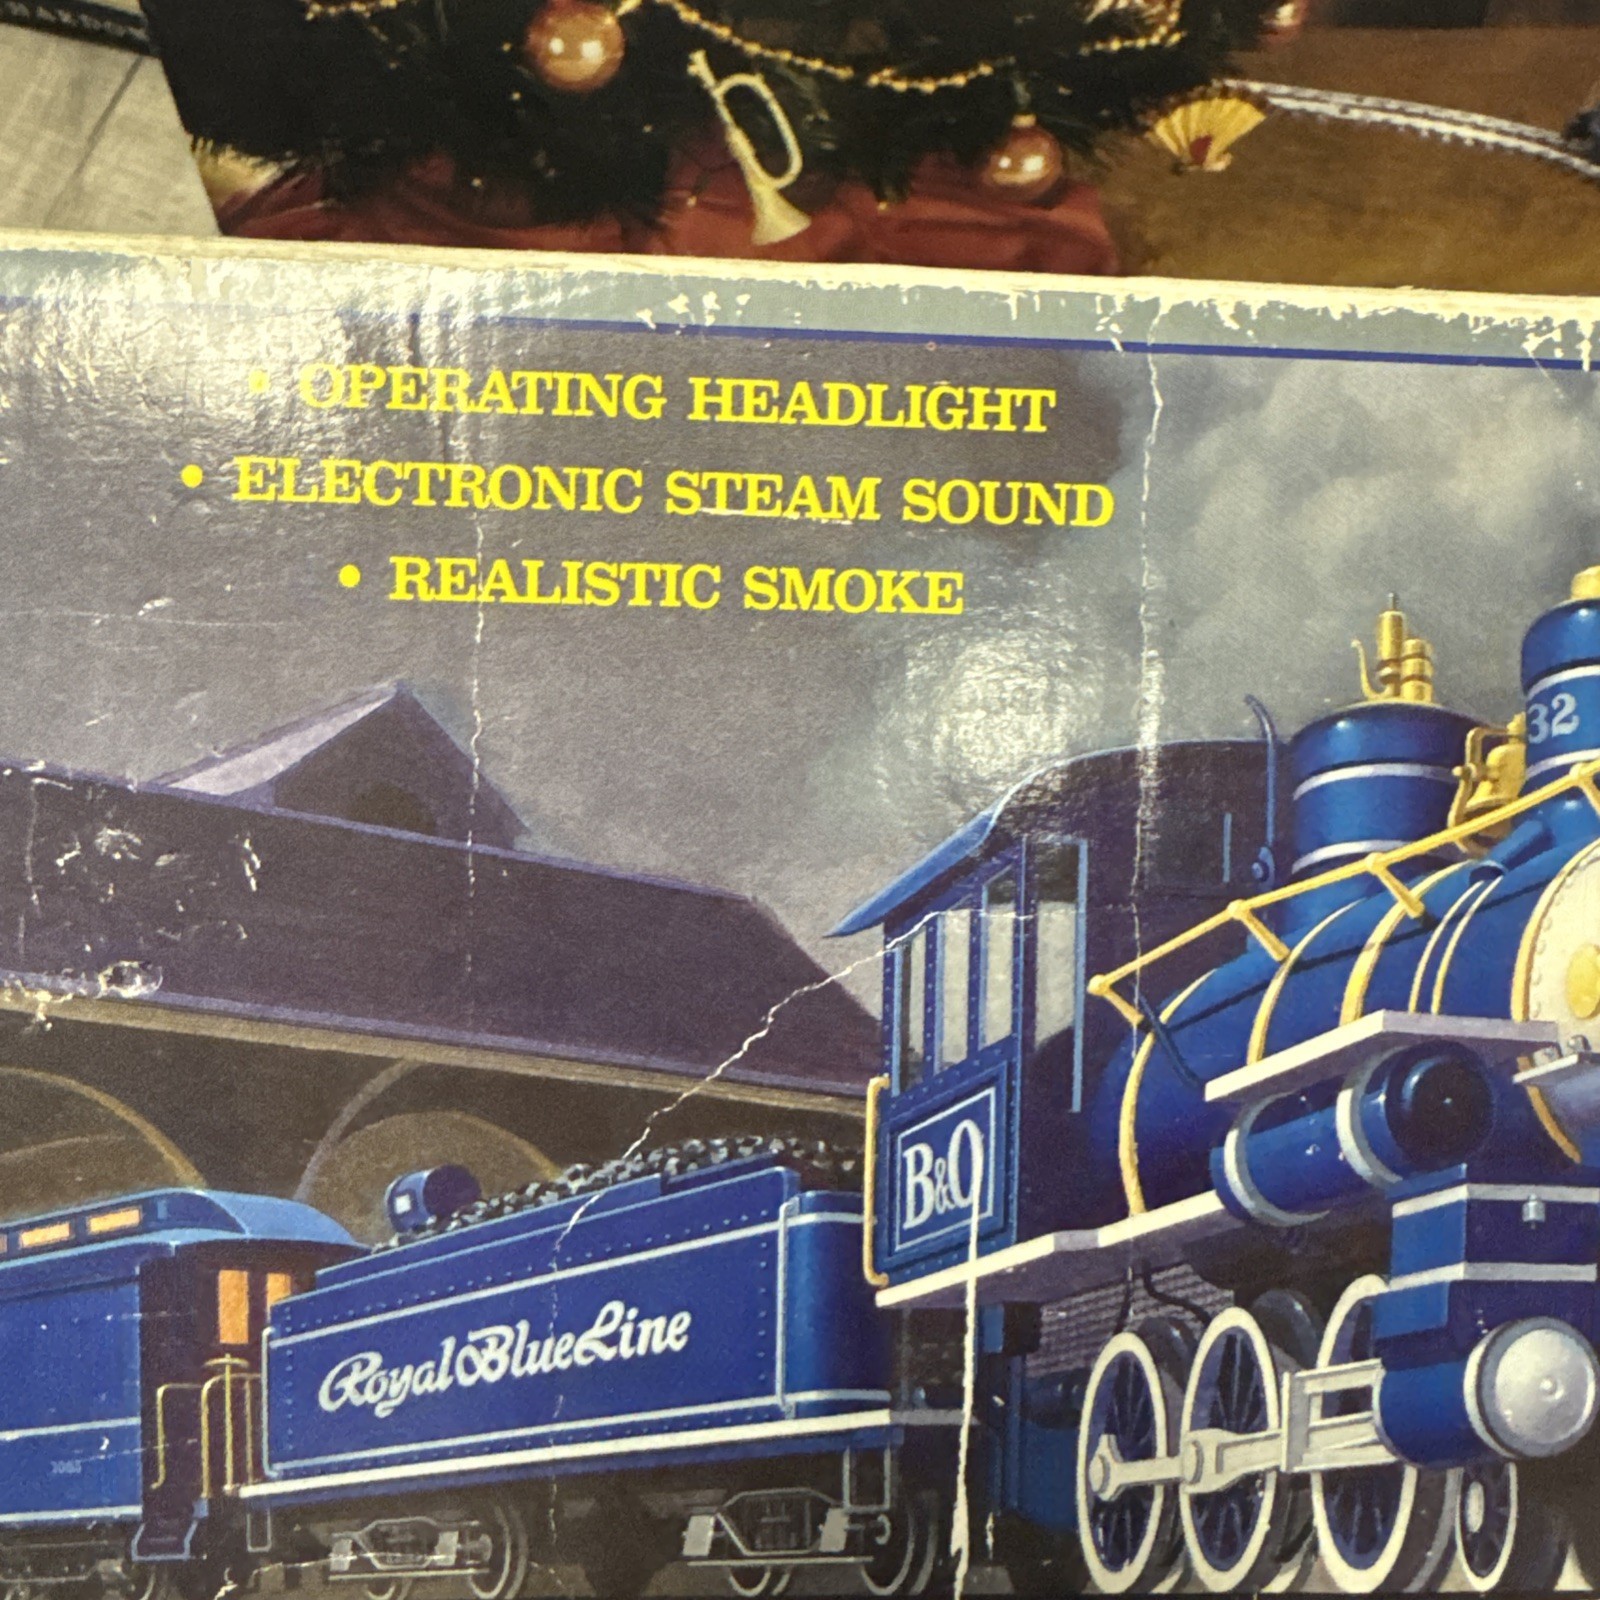 • OPERATING HEADLIGHT
• ELECTRONIC STEAM SOUND
• REALISTIC SMOKE
32
B&O
Royal Blue Line